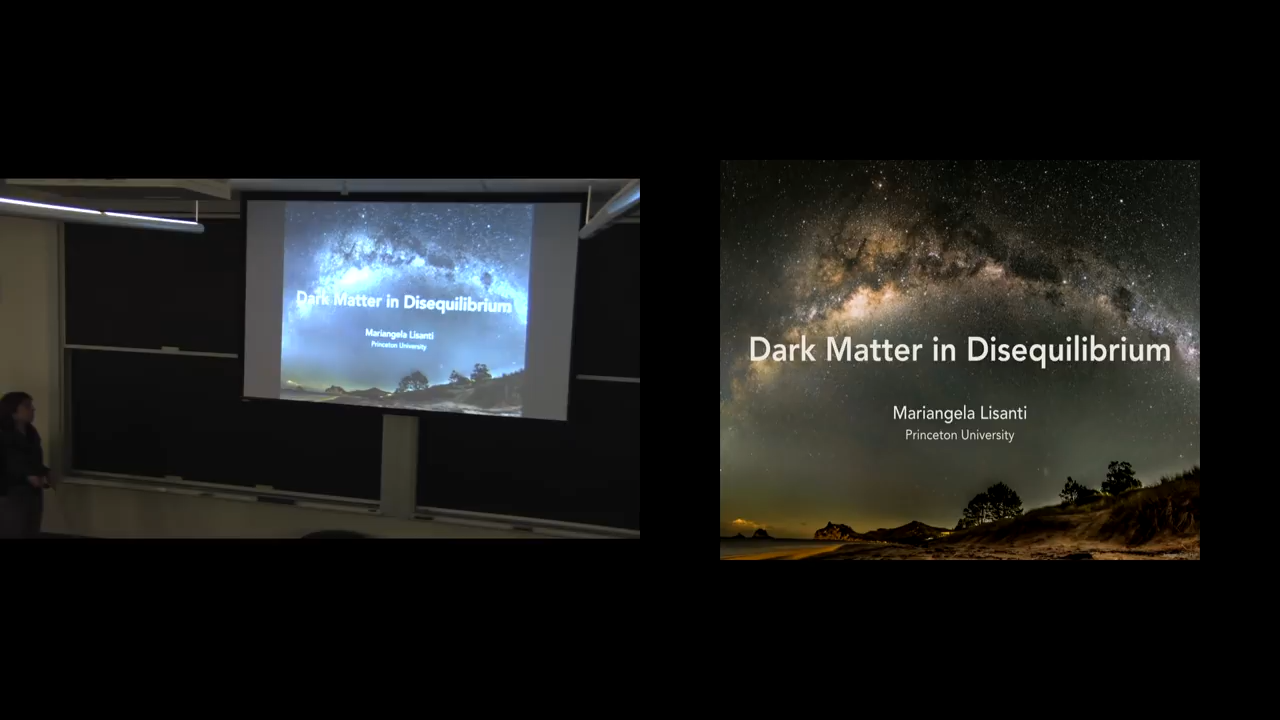 Dark Matter in Disequilibrium
Mariangela Lisanti
Princeton University
Dark Matter in Disequilibrium
Mariangela Lisanti
Princeton University